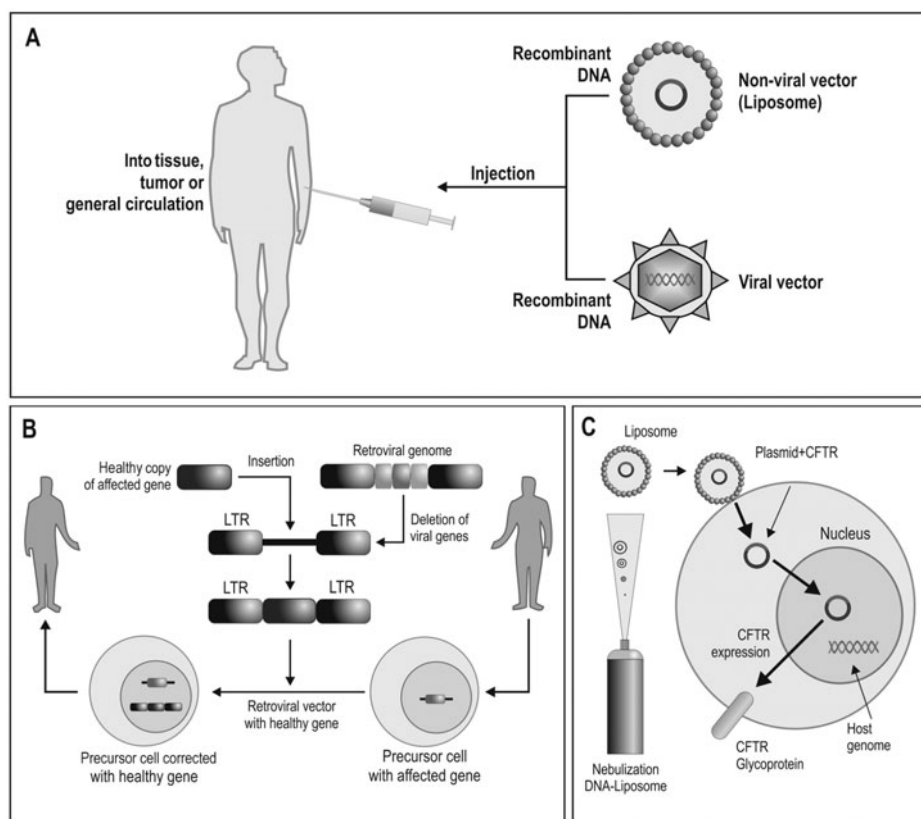 A
Recombinant
DNA
Non-viral vector
(Liposome)
Into tissue,
tumor or
general circulation
Injection
Recombinant
DNA
Viral vector
B
Healthy copy
of affected gene
Insertion
Retroviral genome
LTR
LTR
Deletion of
viral genes
LTR
LTR
Retroviral vector
with healthy gene
Precursor cell corrected
with healthy gene
Precursor cell
with affected gene
C
Liposome
Plasmid+CFTR
Nucleus
CFTR
expression
Host
genome
CFTR
Glycoprotein
Nebulization
DNA-Liposome